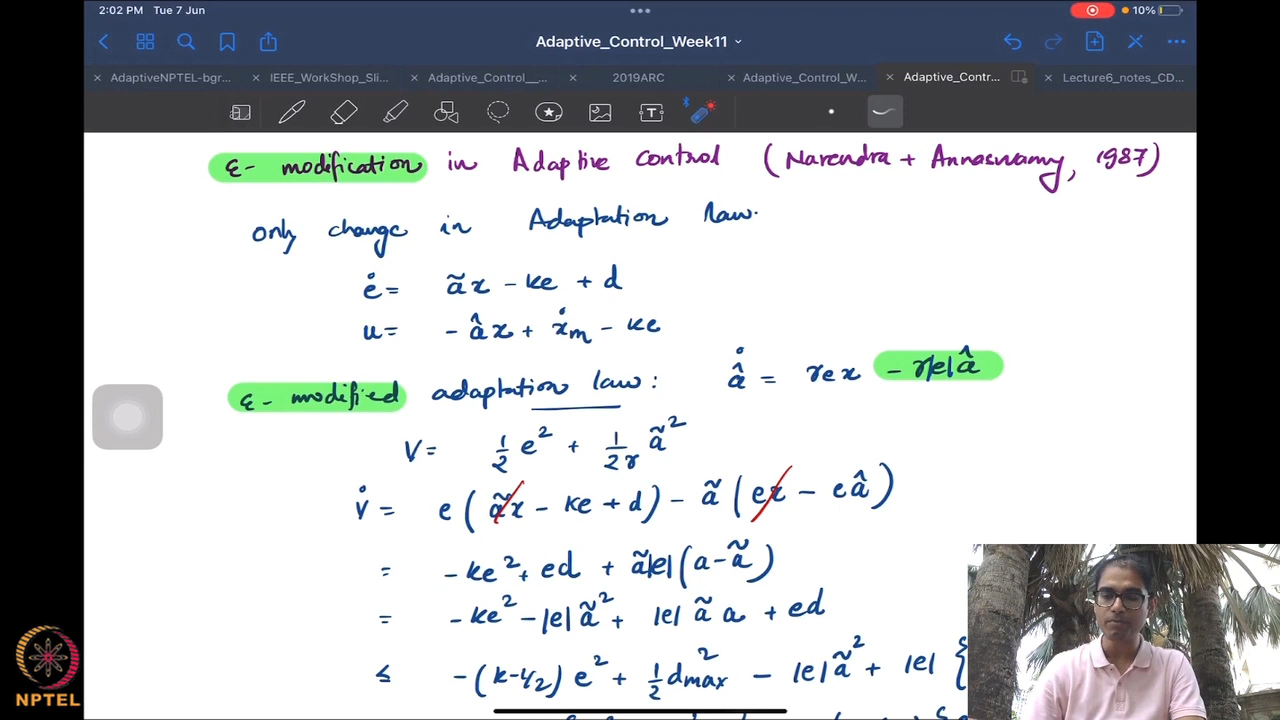 2:02 PM Tue 7 Jun
10%
Adaptive_Control_Week11
AdaptiveNPTEL-bgr...
IEEE_WorkShop_Sli...
Adaptive_Control__...
2019ARC
Adaptive_Control_W...
Adaptive_Contr...
Lecture6_notes_CD...
ε- modification in Adaptive Control (Narendra + Annaswamy, 1987)
only change in Adaptation law.
ė = ãx - ke + d
u = - âx + ẋm - ke
ε- modified adaptation law: â̇ = γex - γ|e|â
V = 1/2 e² + 1/2γ ã²
V̇ = e(ãx - ke + d) - ã(ex - eâ)
= -ke² + ed + ã|e|(a-ã)
= -ke² - |e|ã² + |e|ãa + ed
≤ -(k-1/2)e² + 1/2 d²max - |e|ã² + |e| {
NPTEL